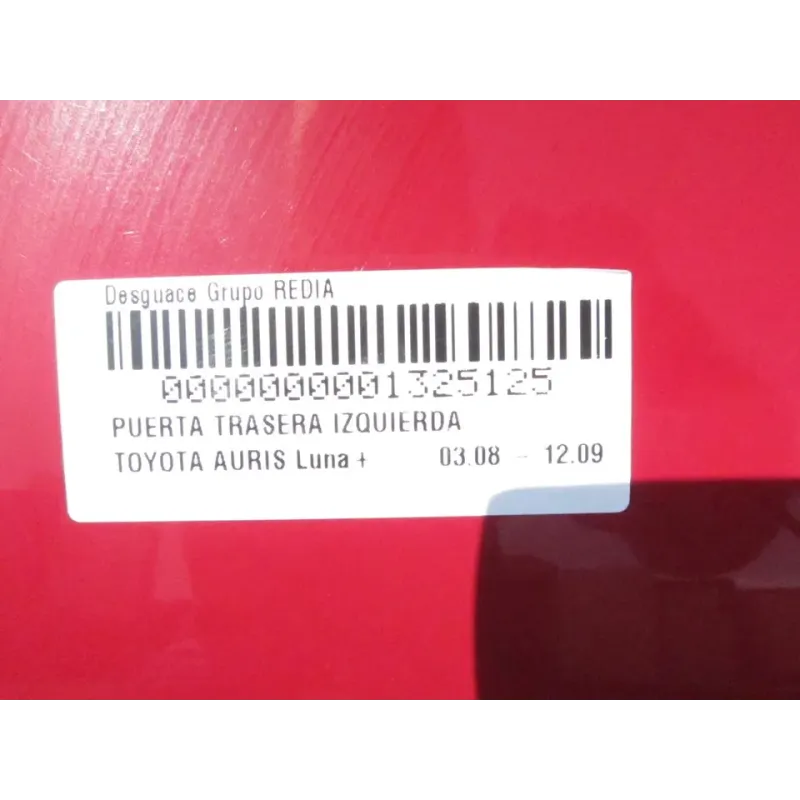 Desguace Grupo REDIA
0000000001325125
PUERTA TRASERA IZQUIERDA
TOYOTA AURIS Luna + 03.08 - 12.09